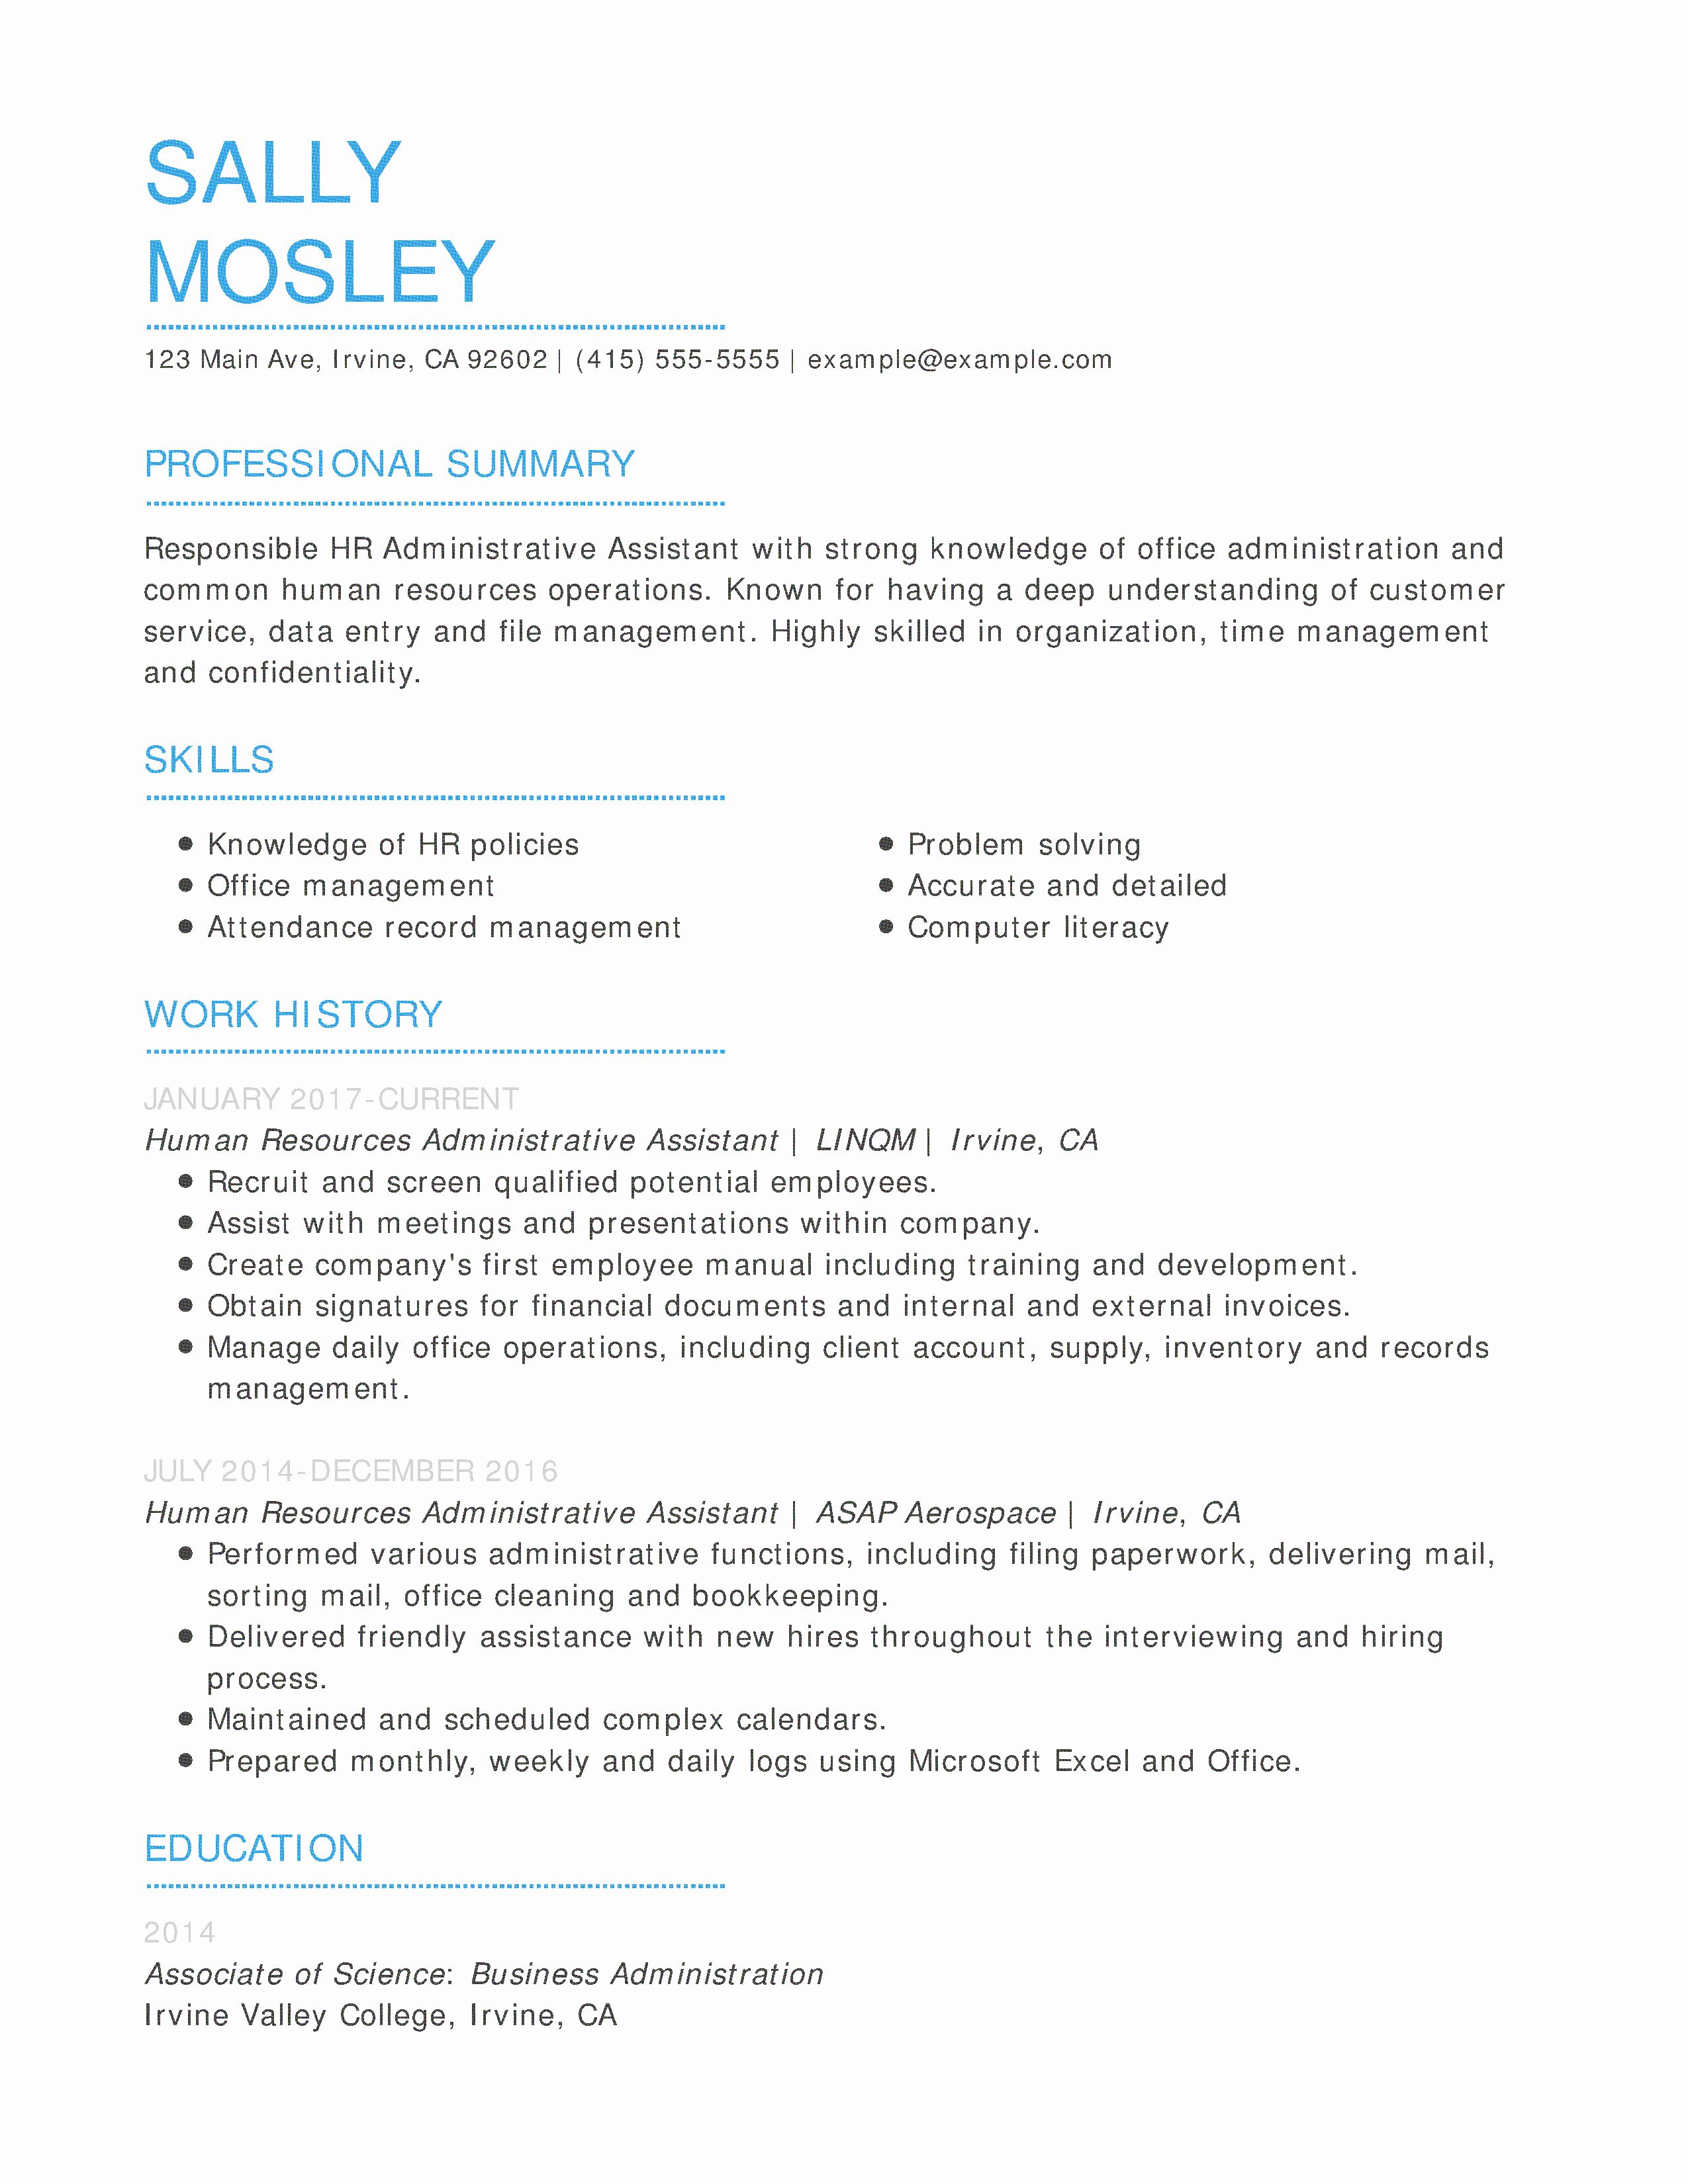 SALLY
MOSLEY
123 Main Ave, Irvine, CA 92602 | (415) 555-5555 | example@example.com
PROFESSIONAL SUMMARY
Responsible HR Administrative Assistant with strong knowledge of office administration and
common human resources operations. Known for having a deep understanding of customer
service, data entry and file management. Highly skilled in organization, time management
and confidentiality.
SKILLS
● Knowledge of HR policies
● Office management
● Attendance record management
● Problem solving
● Accurate and detailed
● Computer literacy
WORK HISTORY
JANUARY 2017-CURRENT
Human Resources Administrative Assistant | LINQM | Irvine, CA
● Recruit and screen qualified potential employees.
● Assist with meetings and presentations within company.
● Create company's first employee manual including training and development.
● Obtain signatures for financial documents and internal and external invoices.
● Manage daily office operations, including client account, supply, inventory and records
management.
JULY 2014-DECEMBER 2016
Human Resources Administrative Assistant | ASAP Aerospace | Irvine, CA
● Performed various administrative functions, including filing paperwork, delivering mail,
sorting mail, office cleaning and bookkeeping.
● Delivered friendly assistance with new hires throughout the interviewing and hiring
process.
● Maintained and scheduled complex calendars.
● Prepared monthly, weekly and daily logs using Microsoft Excel and Office.
EDUCATION
2014
Associate of Science: Business Administration
Irvine Valley College, Irvine, CA